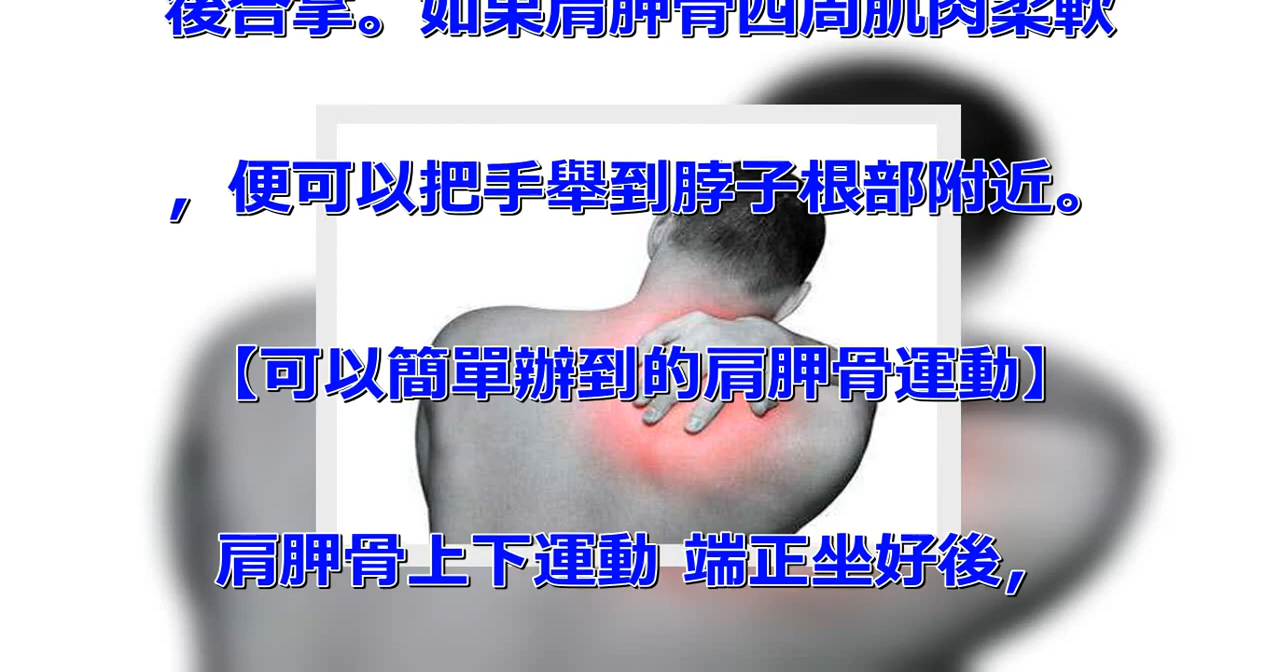 後合掌。如果肩胛骨四周肌肉柔軟
，便可以把手舉到脖子根部附近。
【可以簡單辦到的肩胛骨運動】
肩胛骨上下運動 端正坐好後，